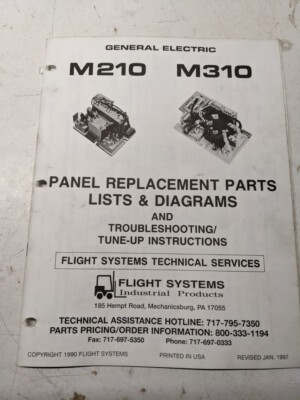 GENERAL ELECTRIC
M210 M310
PANEL REPLACEMENT PARTS
LISTS & DIAGRAMS
AND
TROUBLESHOOTING/
TUNE-UP INSTRUCTIONS
FLIGHT SYSTEMS TECHNICAL SERVICES
FLIGHT SYSTEMS
Industrial Products
185 Hempt Road, Mechanicsburg, PA 17055
TECHNICAL ASSISTANCE HOTLINE: 717-795-7350
PARTS PRICING/ORDER INFORMATION: 800-333-1194
Fax: 717-697-5350 Phone: 717-697-0333
COPYRIGHT 1990 FLIGHT SYSTEMS PRINTED IN USA REVISED JAN. 1997